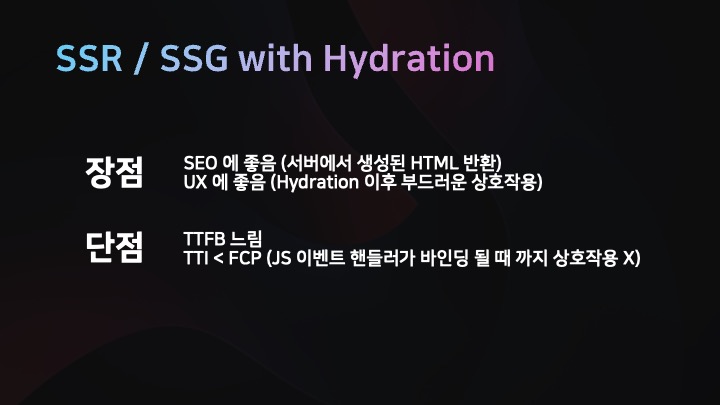 SSR / SSG with Hydration
장점
SEO 에 좋음 (서버에서 생성된 HTML 반환)
UX 에 좋음 (Hydration 이후 부드러운 상호작용)
단점
TTFB 느림
TTI < FCP (JS 이벤트 핸들러가 바인딩 될 때 까지 상호작용 X)